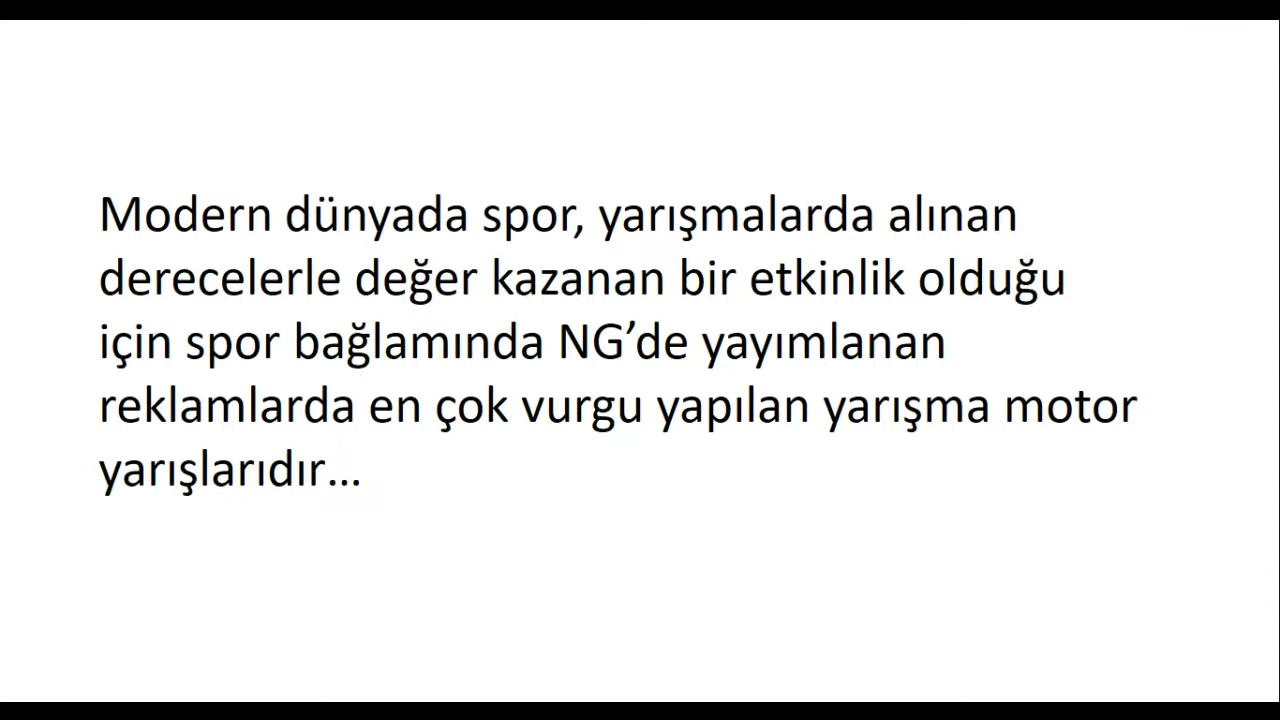 Modern dünyada spor, yarışmalarda alınan
derecelerle değer kazanan bir etkinlik olduğu
için spor bağlamında NG’de yayımlanan
reklamlarda en çok vurgu yapılan yarışma motor
yarışlarıdır…